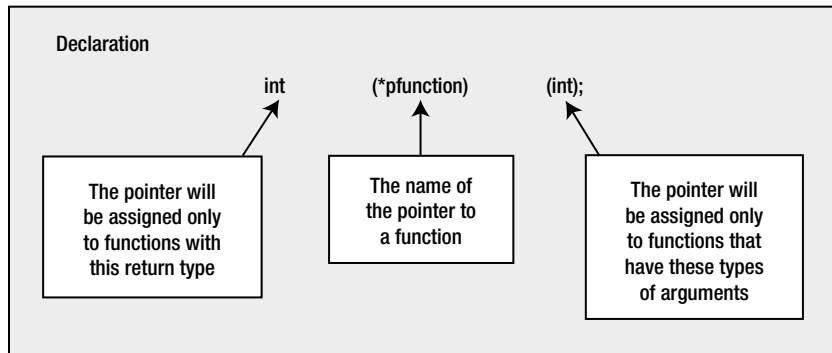 Declaration
int (*pfunction) (int);
The pointer will
be assigned only
to functions with
this return type
The name of
the pointer to
a function
The pointer will
be assigned only
to functions that
have these types
of arguments